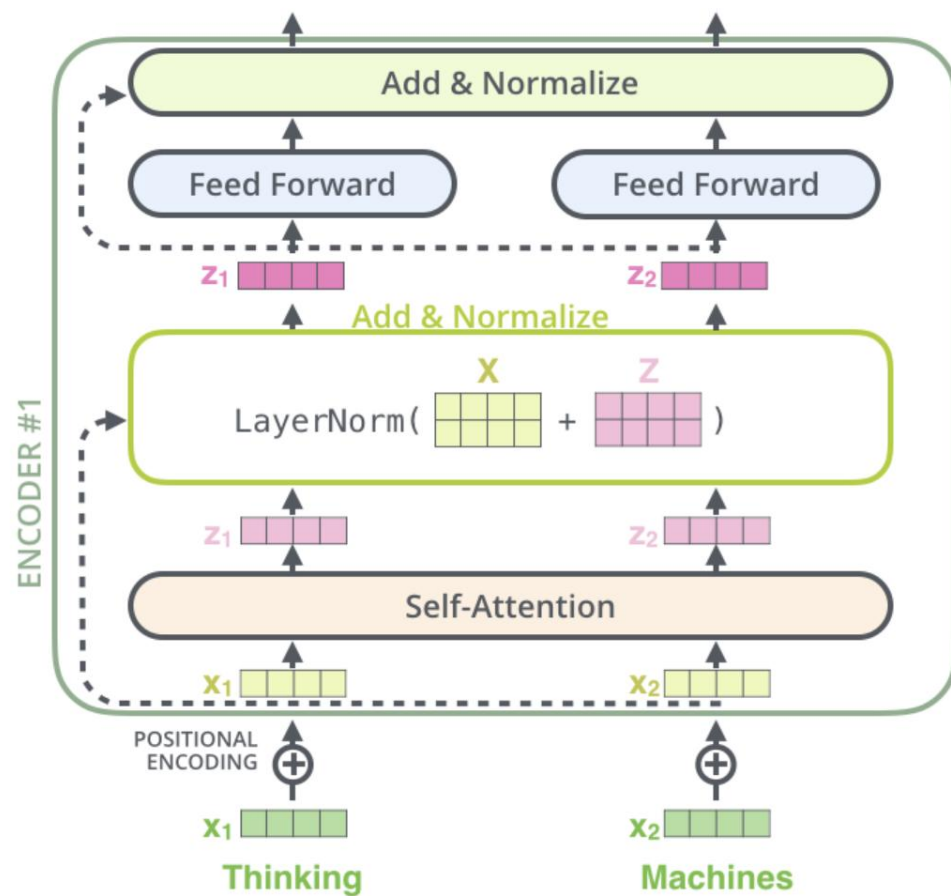 Add & Normalize
Feed Forward Feed Forward
z₁ z₂
Add & Normalize
X Z
LayerNorm( + )
ENCODER #1
z₁ z₂
Self-Attention
x₁ x₂
POSITIONAL
ENCODING
x₁ x₂
Thinking Machines